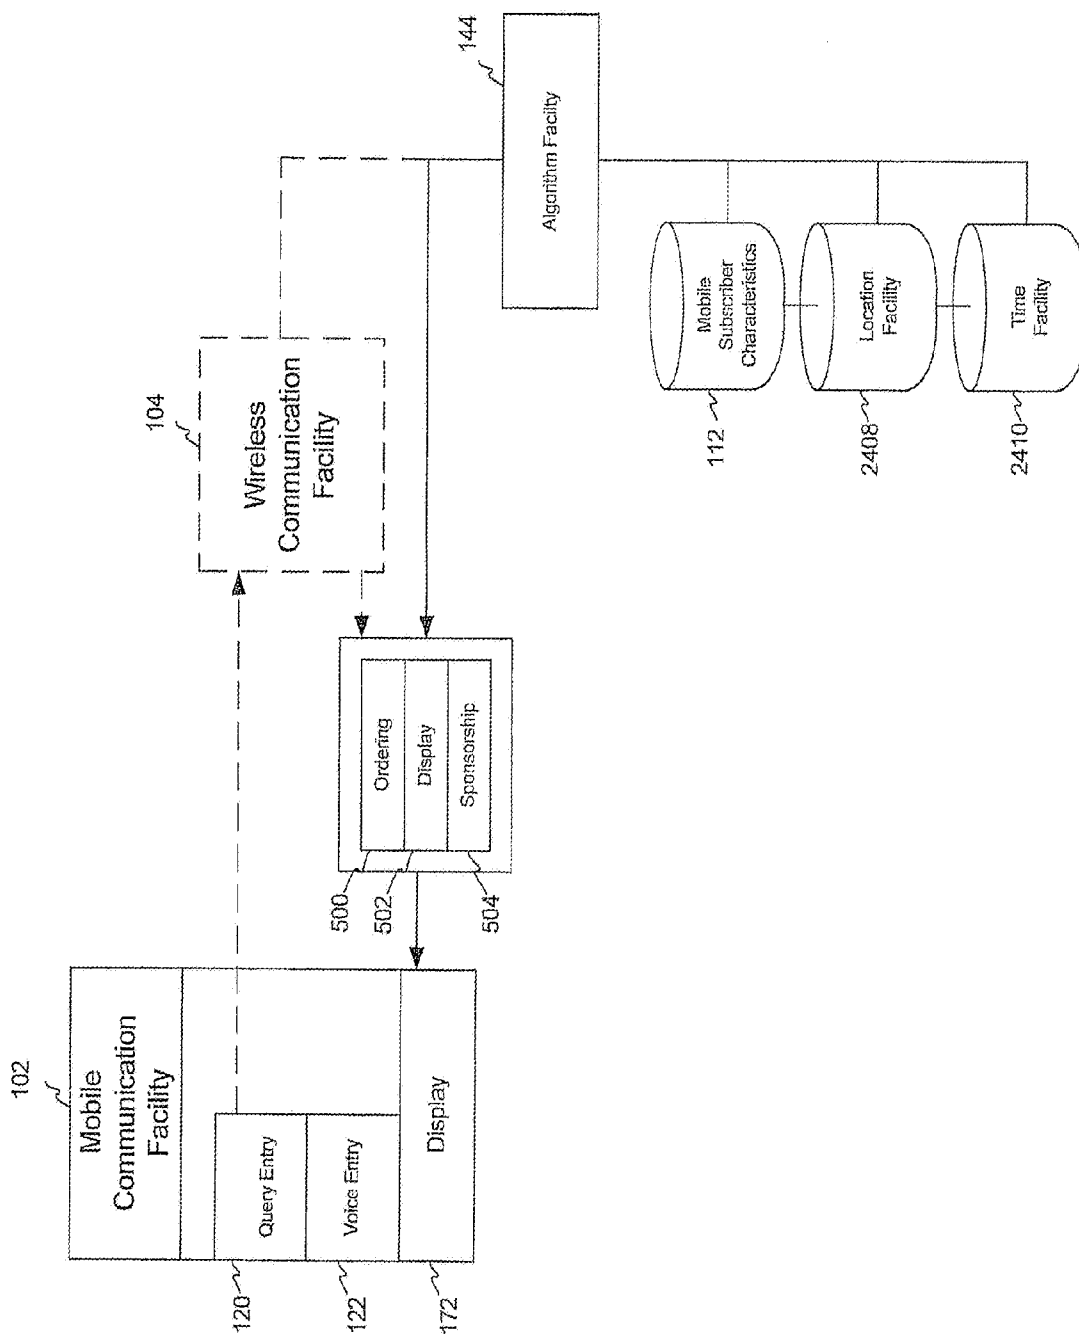 102
Mobile
Communication
Facility
120
Query Entry
122
Voice Entry
172
Display
500
Ordering
502
Display
504
Sponsorship
104
Wireless
Communication
Facility
144
Algorithm Facility
112
Mobile
Subscriber
Characteristics
2408
Location
Facility
2410
Time
Facility